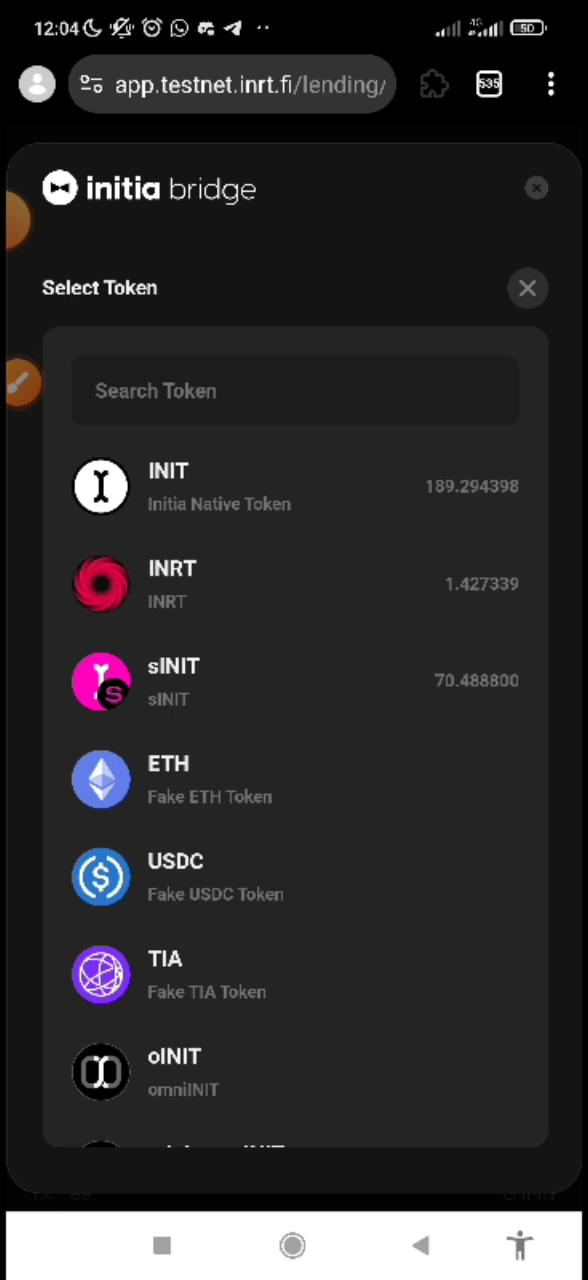 12:04
4G
50
app.testnet.inrt.fi/lending/
535
initia bridge
Select Token
Search Token
INIT
189.294398
Initia Native Token
INRT
1.427339
INRT
sINIT
70.488800
sINIT
ETH
Fake ETH Token
USDC
Fake USDC Token
TIA
Fake TIA Token
oINIT
omniINIT